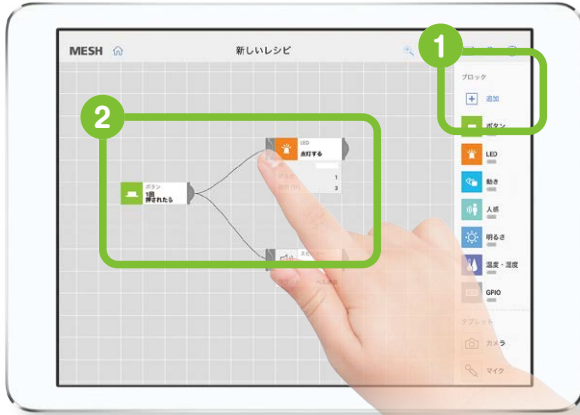 MESH
新しいレシピ
1
ブロック
追加
ボタン
2
LED
点灯する
LED
ボタン
1回
押されたら
1
3
動き
人感
明るさ
温度・湿度
GPIO
タブレット
カメラ
マイク